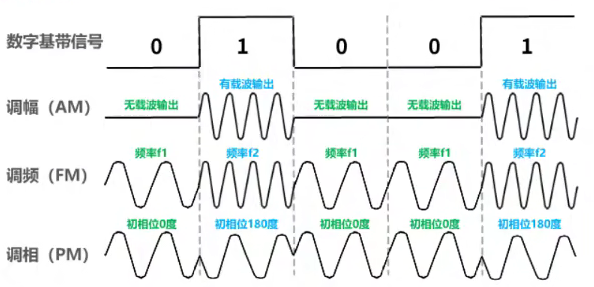 数字基带信号 0 1 0 0 1
有载波输出 有载波输出
调幅（AM） 无载波输出 无载波输出 无载波输出
频率f1 频率f2 频率f1 频率f1 频率f2
调频（FM）
初相位0度 初相位180度 初相位0度 初相位0度 初相位180度
调相（PM）